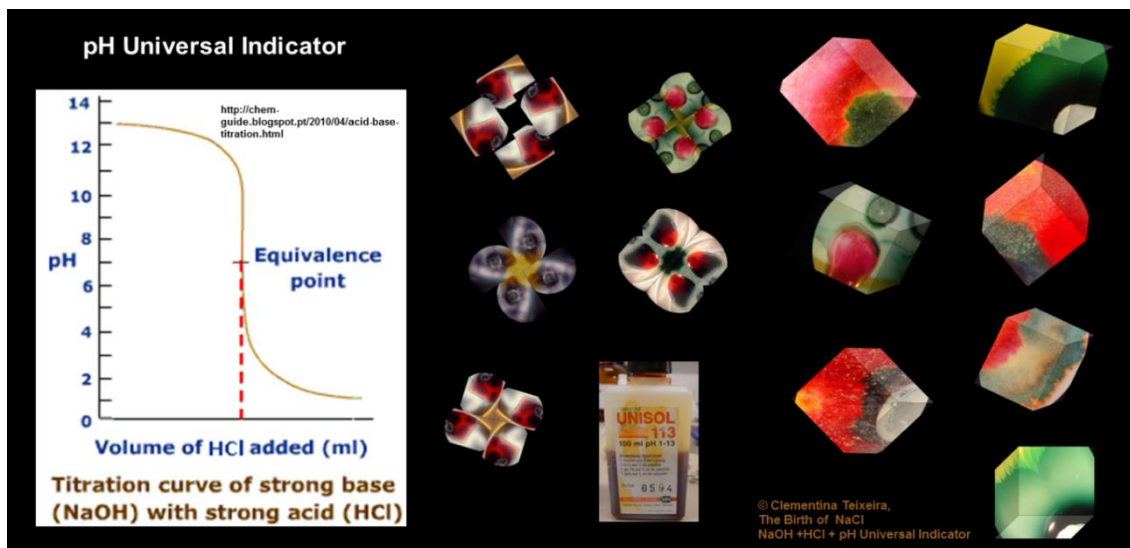 pH Universal Indicator
http://chem-
guide.blogspot.pt/2010/04/acid-base-
titration.html
14
12
10
8
pH
6
4
2
0
Equivalence
point
Volume of HCl added (ml)
Titration curve of strong base
(NaOH) with strong acid (HCl)
UNISOL
113
100 ml pH 1-13
8594
© Clementina Teixeira,
The Birth of NaCl
NaOH +HCl + pH Universal Indicator